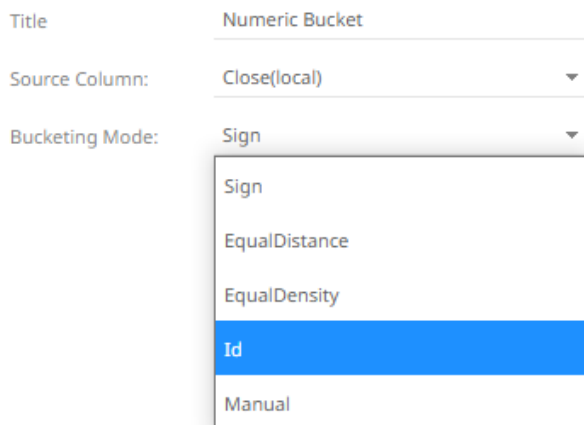 Title Numeric Bucket
Source Column: Close(local)
Bucketing Mode: Sign
Sign
EqualDistance
EqualDensity
Id
Manual